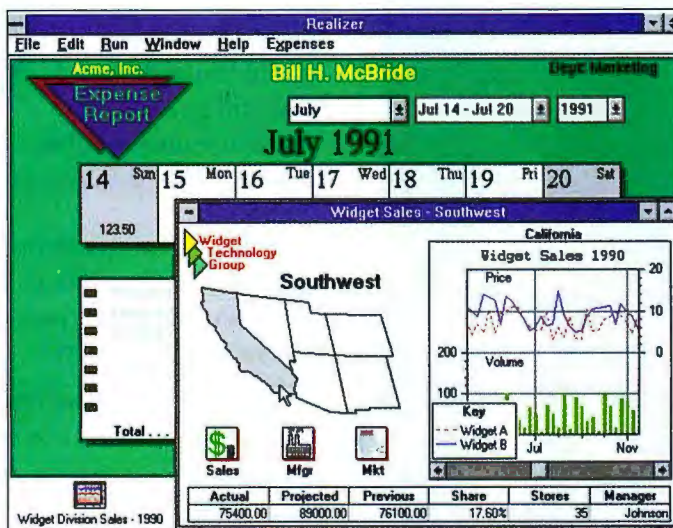 Realizer
File Edit Run Window Help Expenses
Acme, Inc.
Expense
Report
Bill H. McBride
Dept: Marketing
July
Jul 14 - Jul 20
1991
July 1991
14 Sun 15 Mon 16 Tue 17 Wed 18 Thu 19 Fri 20 Sat
123.50
Total . . .
Widget Sales - Southwest
Widget
Technology
Group
Southwest
California
Widget Sales 1990
Price
20
10
0
200
Volume
100
Key
Widget A
Widget B
Jul
Nov
Sales Mfgr Mkt
Actual Projected Previous Share Stores Manager
75400.00 89000.00 76100.00 17.60% 35 Johnson
Widget Division Sales - 1990